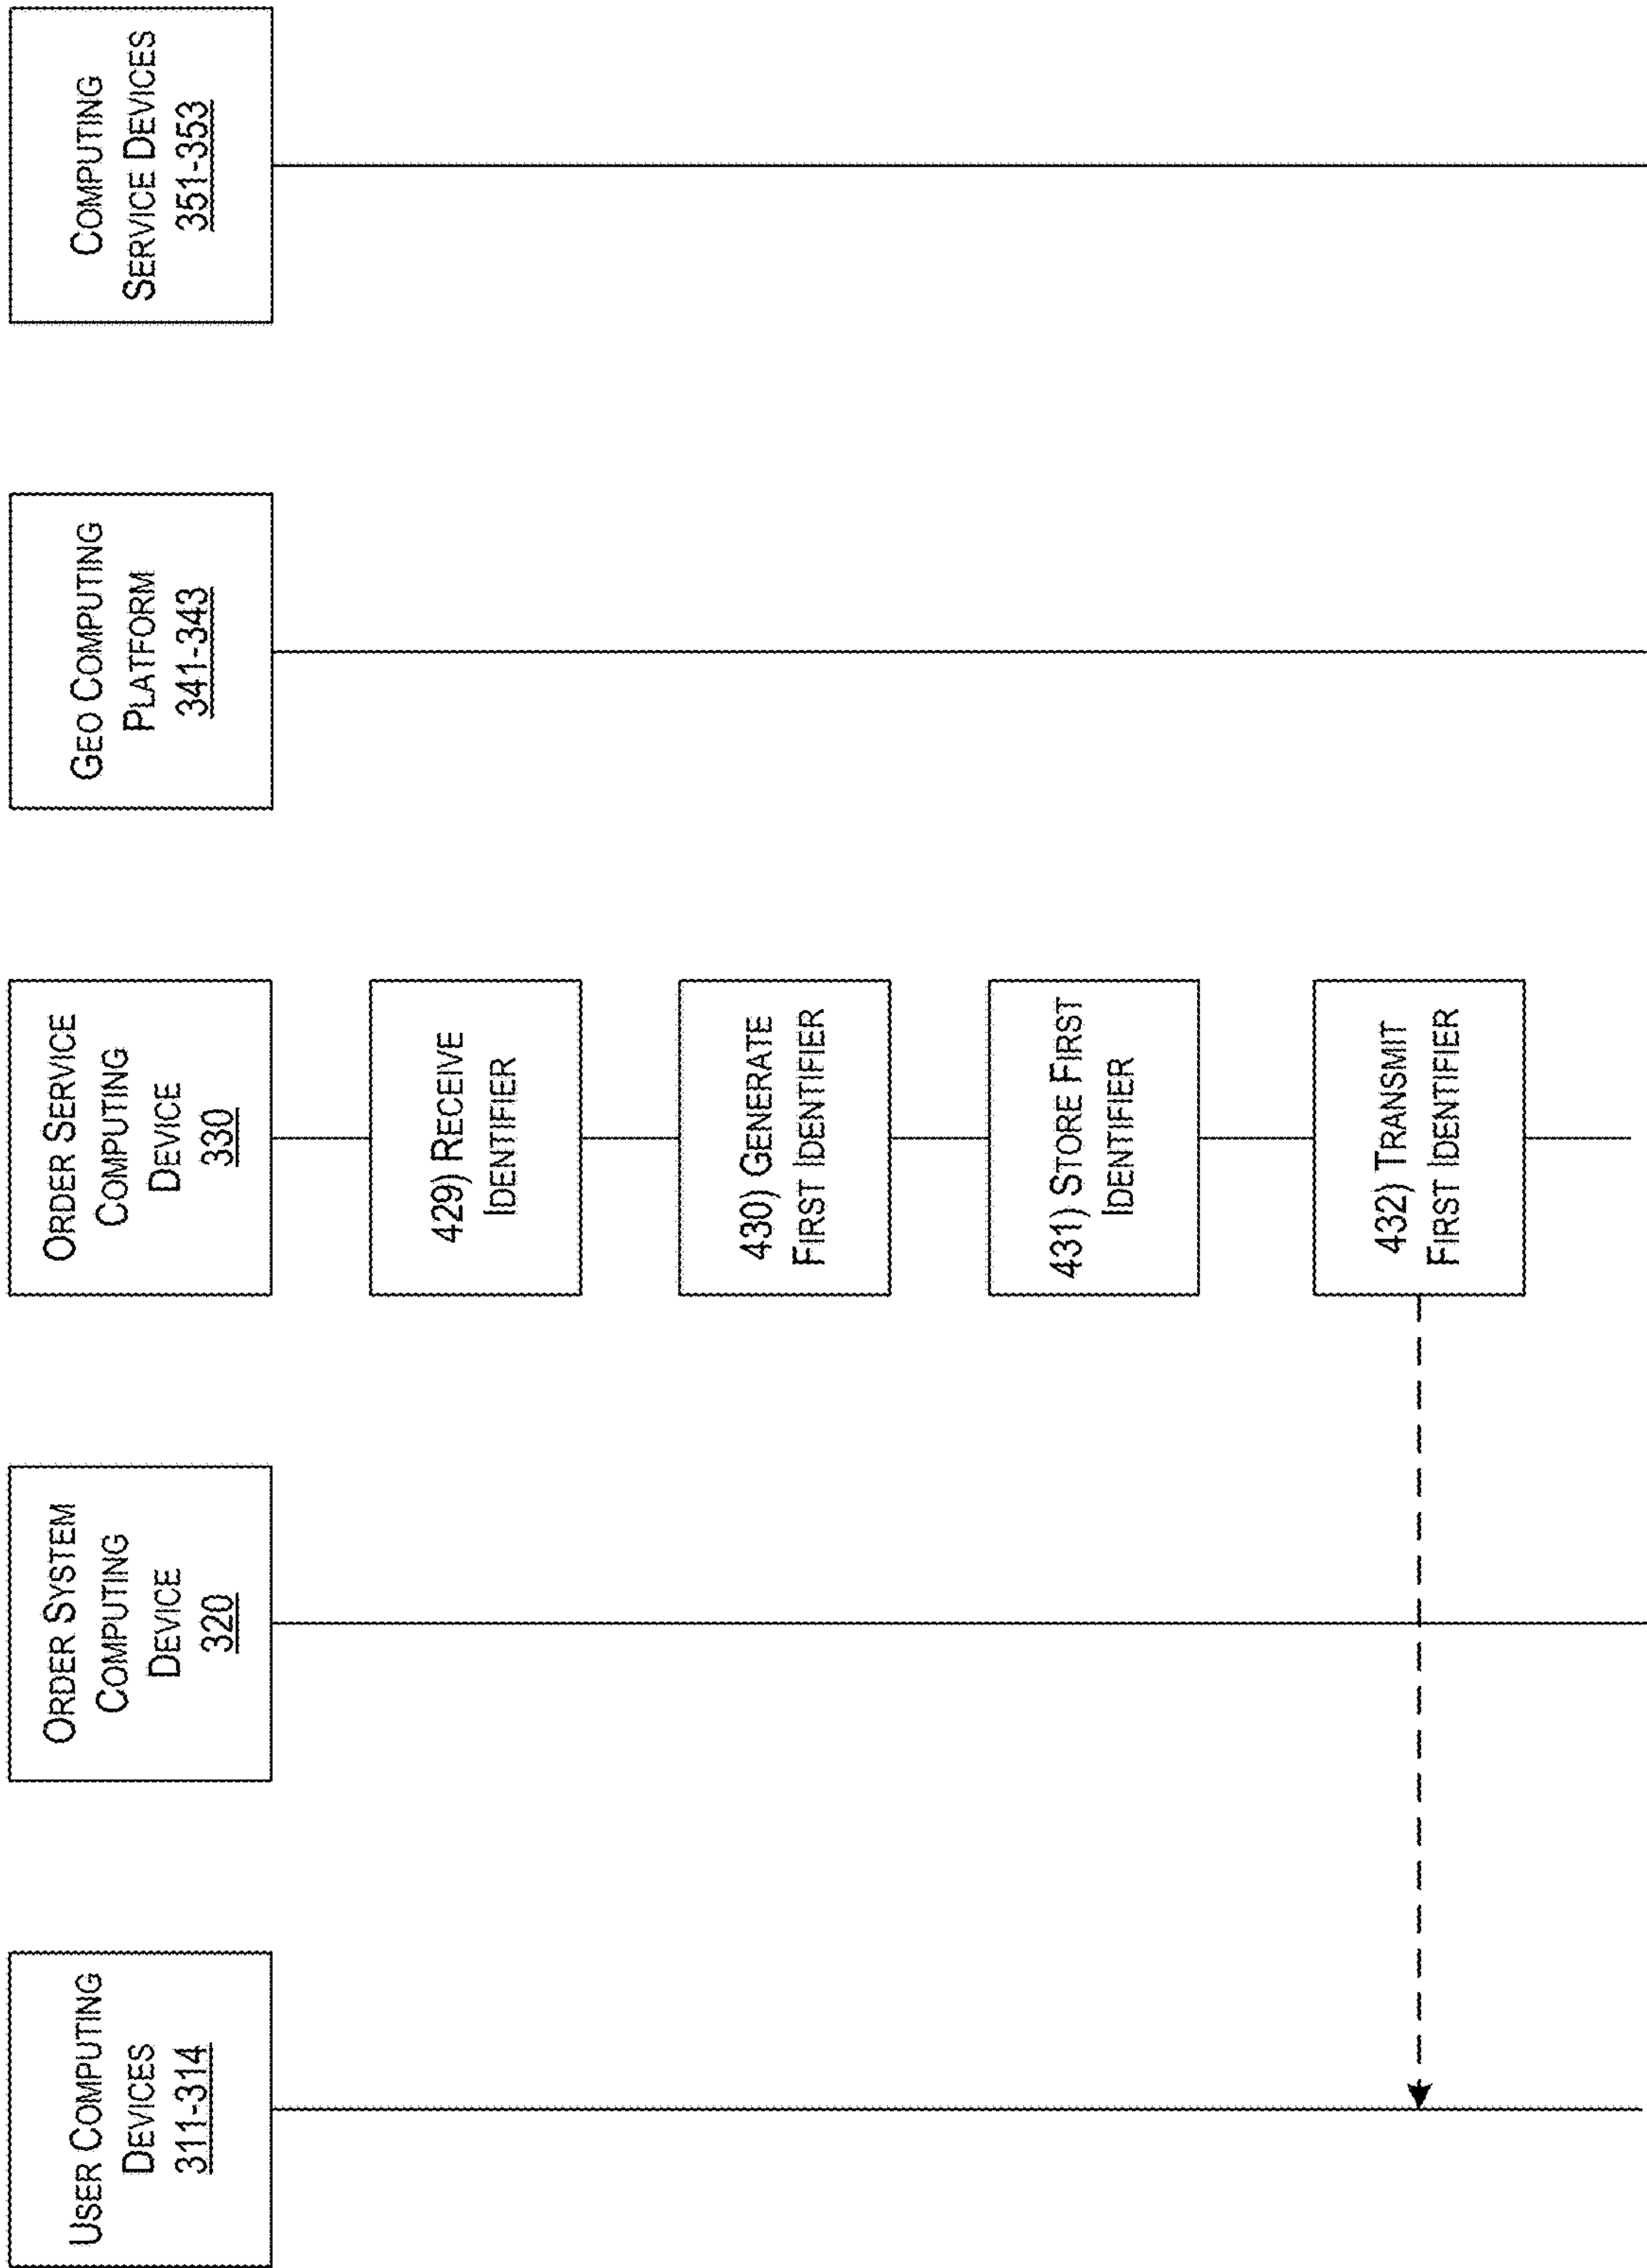 USER COMPUTING
DEVICES
311-314
ORDER SYSTEM
COMPUTING
DEVICE
320
ORDER SERVICE
COMPUTING
DEVICE
330
GEO COMPUTING
PLATFORM
341-343
COMPUTING
SERVICE DEVICES
351-353
429) RECEIVE
IDENTIFIER
430) GENERATE
FIRST IDENTIFIER
431) STORE FIRST
IDENTIFIER
432) TRANSMIT
FIRST IDENTIFIER